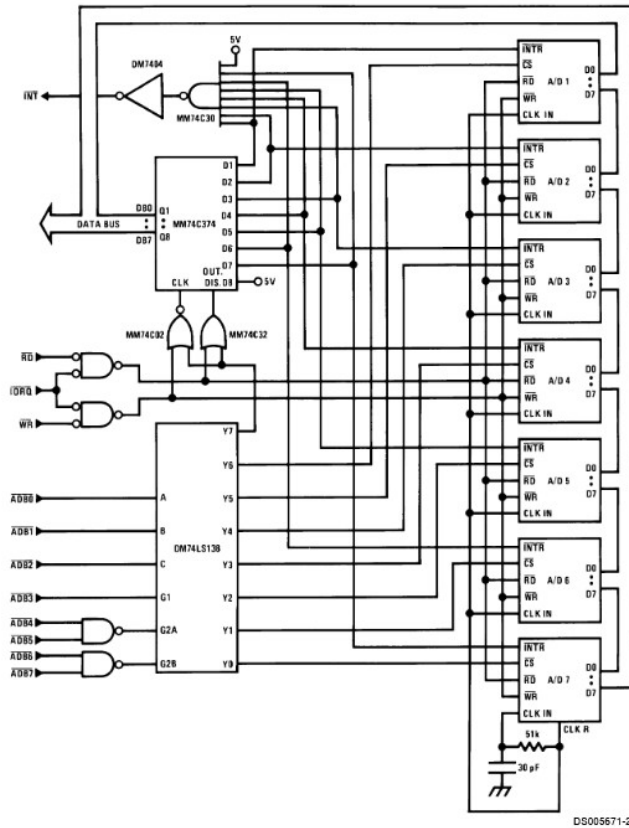 5V
DM7404
INT
MM74C30
D1
D2
D3
D4
D5
D6
D7
OUT.
DIS. D8
5V
DB0
DATA BUS
DB7
Q1
MM74C374
Q8
CLK
MM74C02
MM74C32
RD
IORQ
WR
ADB0
ADB1
ADB2
ADB3
ADB4
ADB5
ADB6
ADB7
A
B
C
G1
G2A
G2B
DM74LS138
Y7
Y6
Y5
Y4
Y3
Y2
Y1
Y0
INTR
CS
RD A/D 1
WR
CLK IN
D0
D7
INTR
CS
RD A/D 2
WR
CLK IN
D0
D7
INTR
CS
RD A/D 3
WR
CLK IN
D0
D7
INTR
CS
RD A/D 4
WR
CLK IN
D0
D7
INTR
CS
RD A/D 5
WR
CLK IN
D0
D7
INTR
CS
RD A/D 6
WR
CLK IN
D0
D7
INTR
CS
RD A/D 7
WR
CLK IN
D0
D7
51k
CLK R
30 pF
DS005671-2